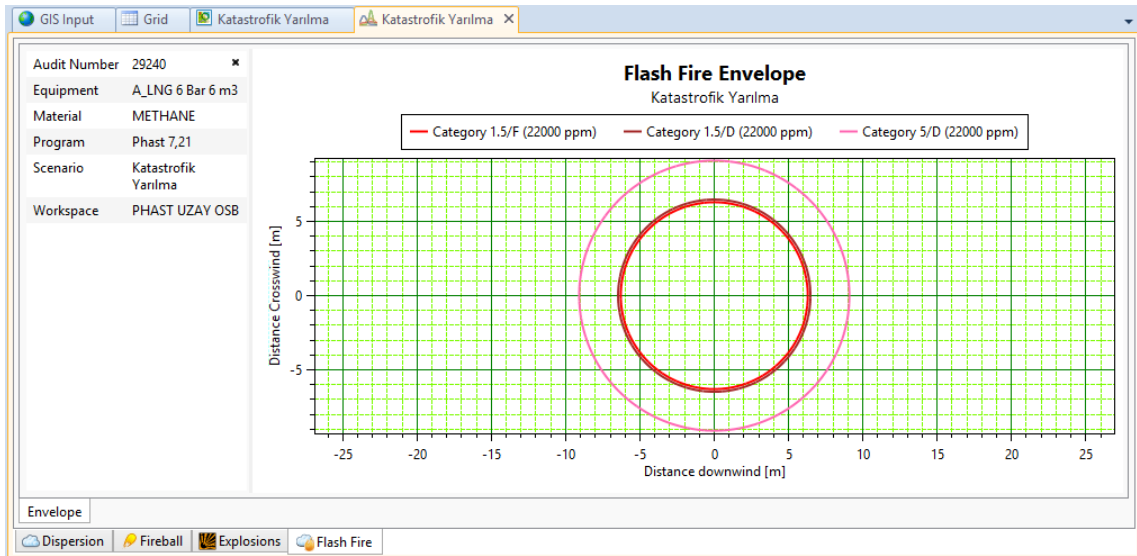 GIS Input
Grid
Katastrofik Yarılma
Katastrofik Yarılma
Audit Number 29240
Equipment A_LNG 6 Bar 6 m3
Material METHANE
Program Phast 7,21
Scenario Katastrofik
Yarılma
Workspace PHAST UZAY OSB
Flash Fire Envelope
Katastrofik Yarılma
Category 1.5/F (22000 ppm) Category 1.5/D (22000 ppm) Category 5/D (22000 ppm)
Distance Crosswind [m]
5
0
-5
-25 -20 -15 -10 -5 0 5 10 15 20 25
Distance downwind [m]
Envelope
Dispersion Fireball Explosions Flash Fire